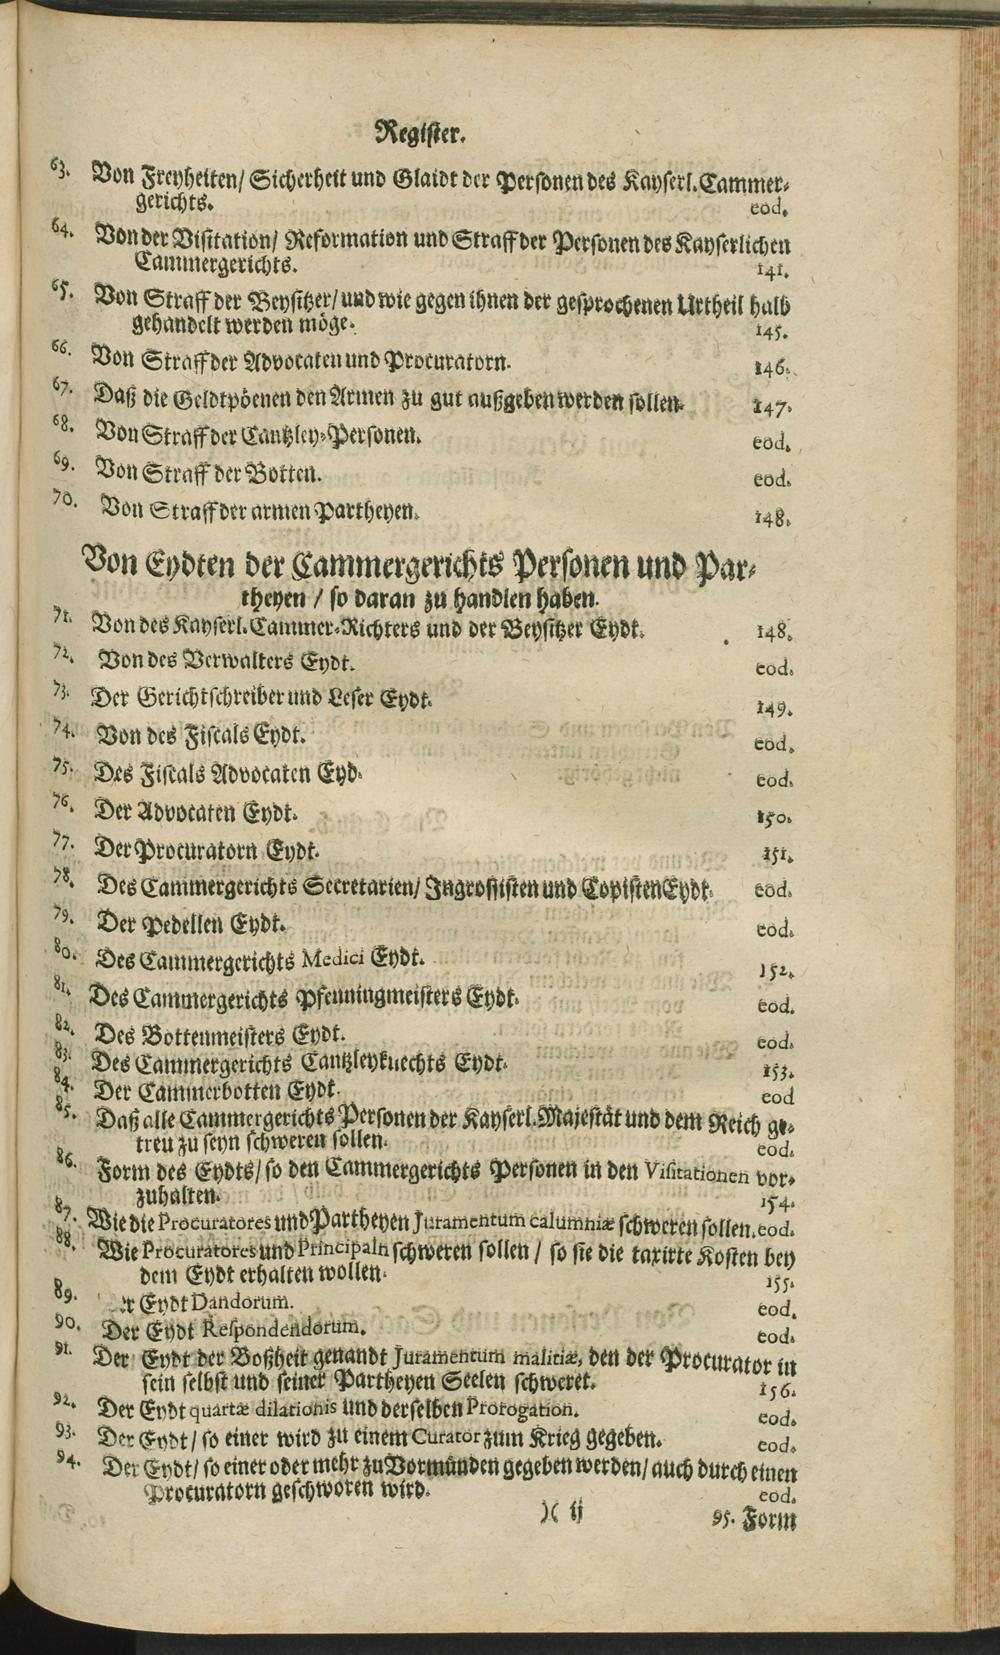 Register.
63. Von Freyheiten/ Sicherheit und Glaidt der Personen des Kayserl. Cammer-
gerichts. eod.
64. Von der Visitation/ Reformation und Straff der Personen des Kayserlichen
Cammergerichts. 141.
65. Von Straff der Beysitzer/ und wie gegen ihnen der gesprochenen Urtheil halb
gehandelt werden möge. 145.
66. Von Straff der Advocaten und Procuratorn. 146.
67. Daß die Geldtpöenen den Armen zu gut außgeben werden sollen. 147.
68. Von Straff der Cantzley-Personen. eod.
69. Von Straff der Botten. eod.
70. Von Straff der armen Partheyen. 148.
Von Eydten der Cammergerichts Personen und Par-
theyen / so daran zu handlen haben.
71. Von des Kayserl. Cammer-Richters und der Beysitzer Eydt. 148.
72. Von des Verwalters Eydt. eod.
73. Der Gerichtschreiber und Leser Eydt. 149.
74. Von des Fiscals Eydt. eod.
75. Des Fiscals Advocaten Eyd. eod.
76. Der Advocaten Eydt. 150.
77. Der Procuratorn Eydt. 151.
78. Des Cammergerichts Secretarien/ Ingrossisten und Copisten Eydt. eod.
79. Der Pedellen Eydt. eod.
80. Des Cammergerichts Medici Eydt. 152.
81. Des Cammergerichts Pfenningmeisters Eydt. eod.
82. Des Bottenmeisters Eydt. eod.
83. Des Cammergerichts Cantzleyknechts Eydt. 153.
84. Der Cammerbotten Eydt. eod
85. Daß alle Cammergerichts Personen der Kayserl. Majestät und dem Reich ge-
treu zu seyn schweren sollen. eod.
86. Form des Eydts/ so den Cammergerichts Personen in den Visitationen vor-
zuhalten. 154.
87. Wie die Procuratores und Partheyen Juramentum calumniæ schweren sollen. eod.
88. Wie Procuratores und Principaln schweren sollen / so sie die taxirte Kosten bey
dem Eydt erhalten wollen. 155.
89. er Eydt Dandorum. eod.
90. Der Eydt Respondendorum. eod.
91. Der Eydt der Boßheit genandt Juramentum malitiæ, den der Procurator in
sein selbst und seiner Partheyen Seelen schweret. 156.
92. Der Eydt quartæ dilationis und derselben Prorogation. eod.
93. Der Eydt/ so einer wird zu einem Curator zum Krieg gegeben. eod.
94. Der Eydt/ so einer oder mehr zu Vormünden gegeben werden/ auch durch einen
Procuratorn geschworen wird. eod.
)( ij 95. Form